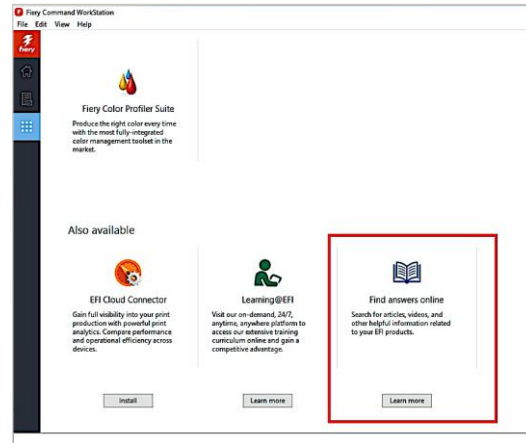 Fiery Command WorkStation
File Edit View Help
fiery
Fiery Color Profiler Suite
Produce the right color every time
with the most fully-integrated
color management toolset in the
market.
Also available
EFI Cloud Connector
Gain full visibility into your print
production with powerful print
analytics. Compare performance
and operational efficiency across
devices.
Install
Learning@EFI
Visit our on-demand, 24/7,
anytime, anywhere platform to
access our extensive training
curriculum online and gain a
competitive advantage.
Learn more
Find answers online
Search for articles, videos, and
other helpful information related
to your EFI products.
Learn more